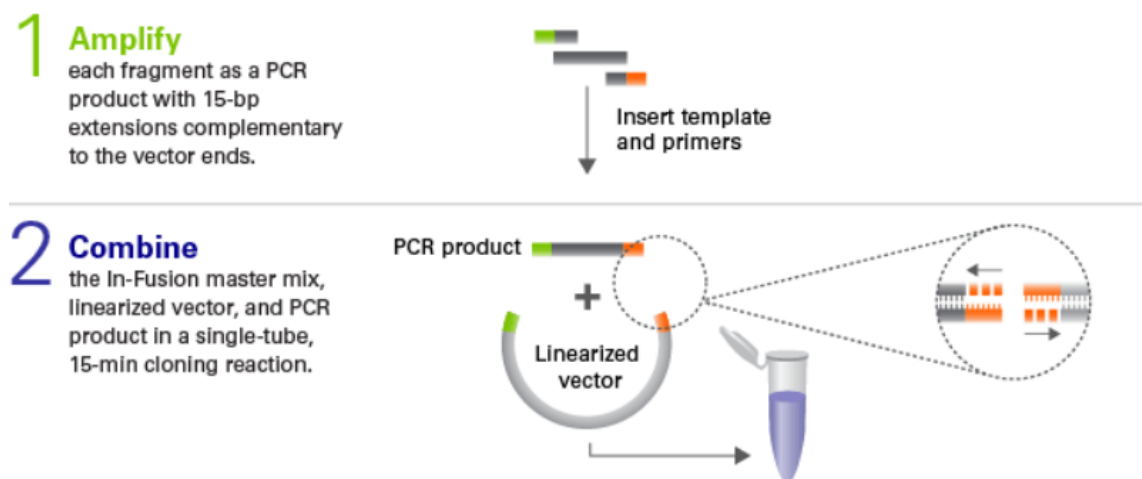 1 Amplify
each fragment as a PCR
product with 15-bp
extensions complementary
to the vector ends.
Insert template
and primers
2 Combine
the In-Fusion master mix,
linearized vector, and PCR
product in a single-tube,
15-min cloning reaction.
PCR product
+
Linearized
vector